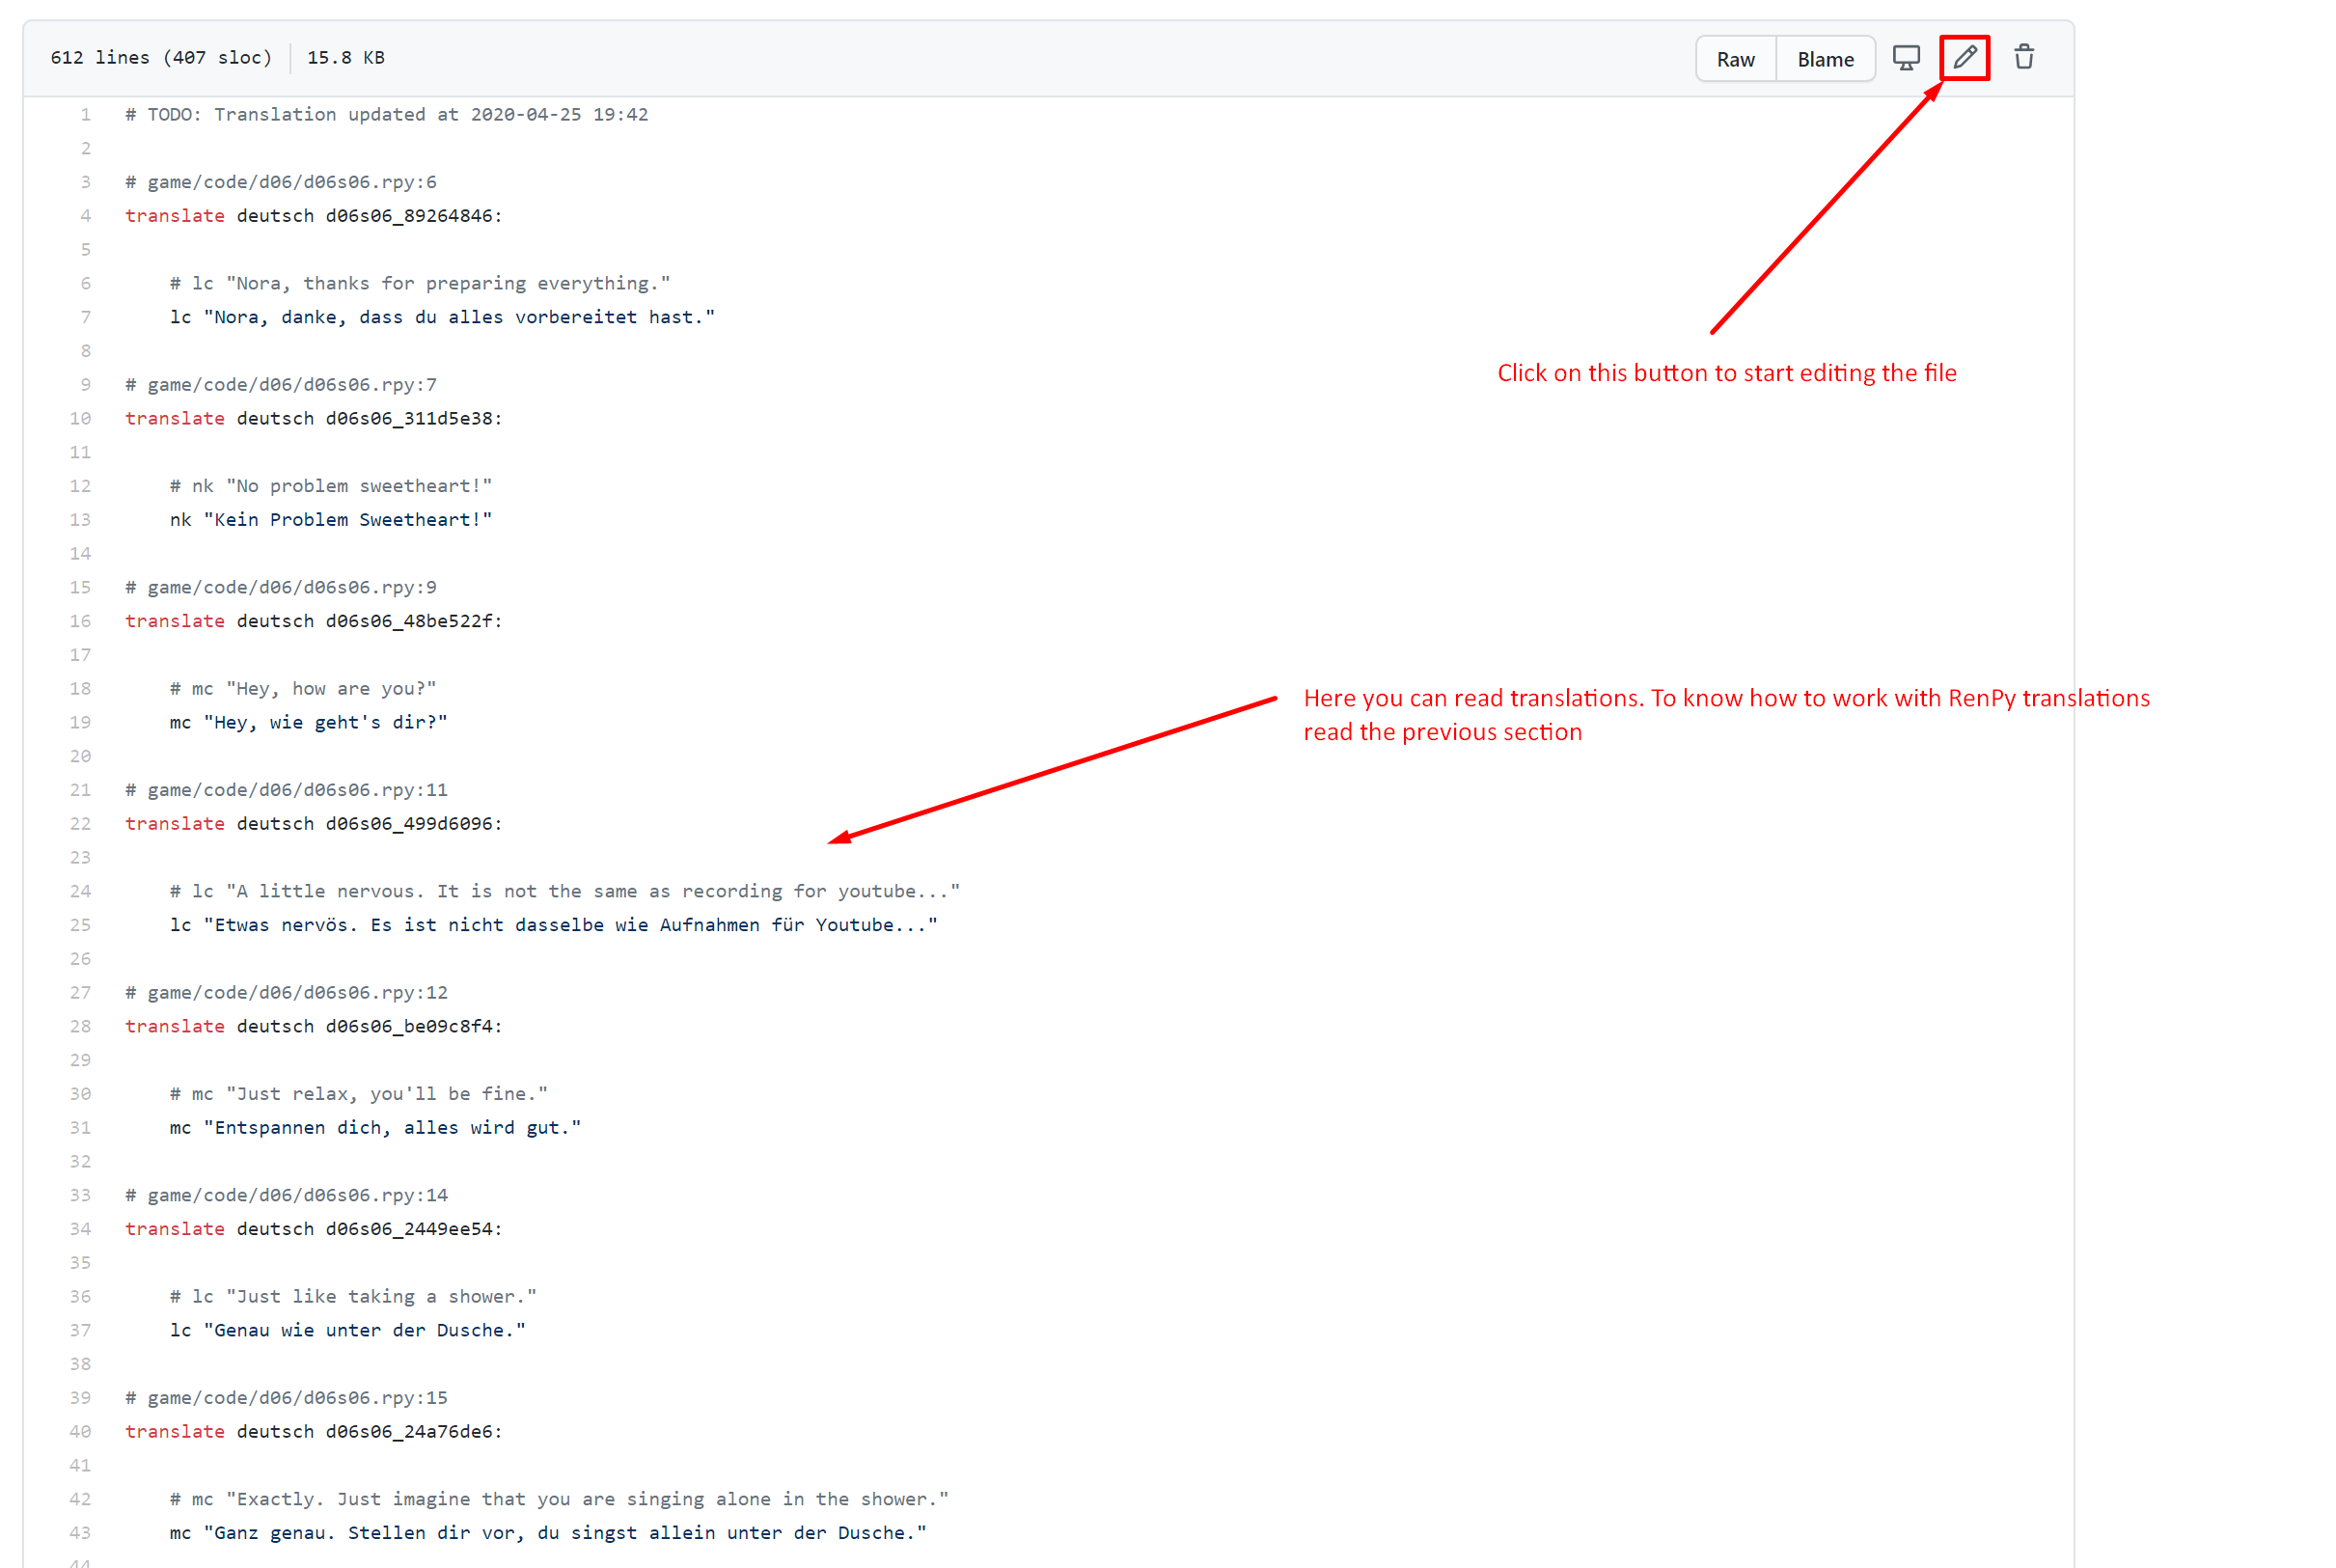 612 lines (407 sloc) 15.8 KB Raw Blame
1 # TODO: Translation updated at 2020-04-25 19:42
2
3 # game/code/d06/d06s06.rpy:6
4 translate deutsch d06s06_89264846:
5
6 # lc "Nora, thanks for preparing everything."
7 lc "Nora, danke, dass du alles vorbereitet hast."
8
Click on this button to start editing the file
9 # game/code/d06/d06s06.rpy:7
10 translate deutsch d06s06_311d5e38:
11
12 # nk "No problem sweetheart!"
13 nk "Kein Problem Sweetheart!"
14
15 # game/code/d06/d06s06.rpy:9
16 translate deutsch d06s06_48be522f:
17
18 # mc "Hey, how are you?"
19 mc "Hey, wie geht's dir?"
Here you can read translations. To know how to work with RenPy translations
read the previous section
20
21 # game/code/d06/d06s06.rpy:11
22 translate deutsch d06s06_499d6096:
23
24 # lc "A little nervous. It is not the same as recording for youtube..."
25 lc "Etwas nervös. Es ist nicht dasselbe wie Aufnahmen für Youtube..."
26
27 # game/code/d06/d06s06.rpy:12
28 translate deutsch d06s06_be09c8f4:
29
30 # mc "Just relax, you'll be fine."
31 mc "Entspannen dich, alles wird gut."
32
33 # game/code/d06/d06s06.rpy:14
34 translate deutsch d06s06_2449ee54:
35
36 # lc "Just like taking a shower."
37 lc "Genau wie unter der Dusche."
38
39 # game/code/d06/d06s06.rpy:15
40 translate deutsch d06s06_24a76de6:
41
42 # mc "Exactly. Just imagine that you are singing alone in the shower."
43 mc "Ganz genau. Stellen dir vor, du singst allein unter der Dusche."
44